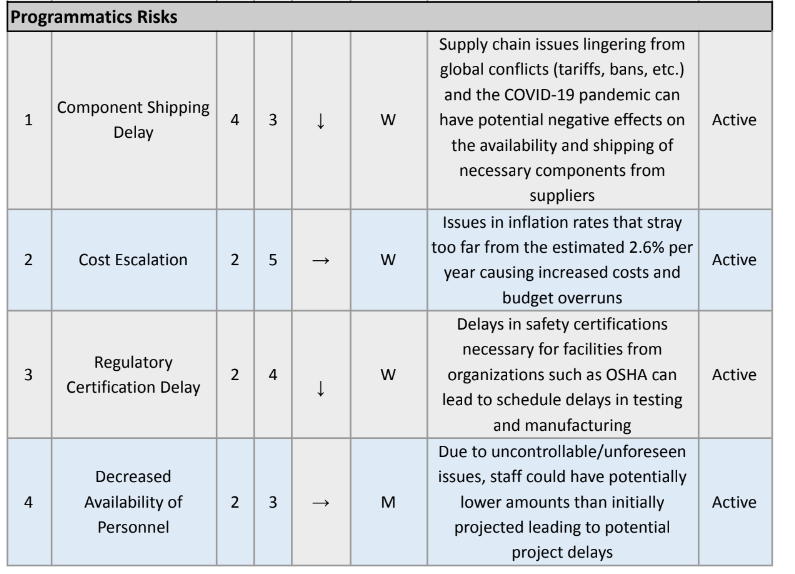 Programmatics Risks
1 Component Shipping Delay 4 3 ↓ W Supply chain issues lingering from global conflicts (tariffs, bans, etc.) and the COVID-19 pandemic can have potential negative effects on the availability and shipping of necessary components from suppliers Active
2 Cost Escalation 2 5 → W Issues in inflation rates that stray too far from the estimated 2.6% per year causing increased costs and budget overruns Active
3 Regulatory Certification Delay 2 4 ↓ W Delays in safety certifications necessary for facilities from organizations such as OSHA can lead to schedule delays in testing and manufacturing Active
4 Decreased Availability of Personnel 2 3 → M Due to uncontrollable/unforeseen issues, staff could have potentially lower amounts than initially projected leading to potential project delays Active